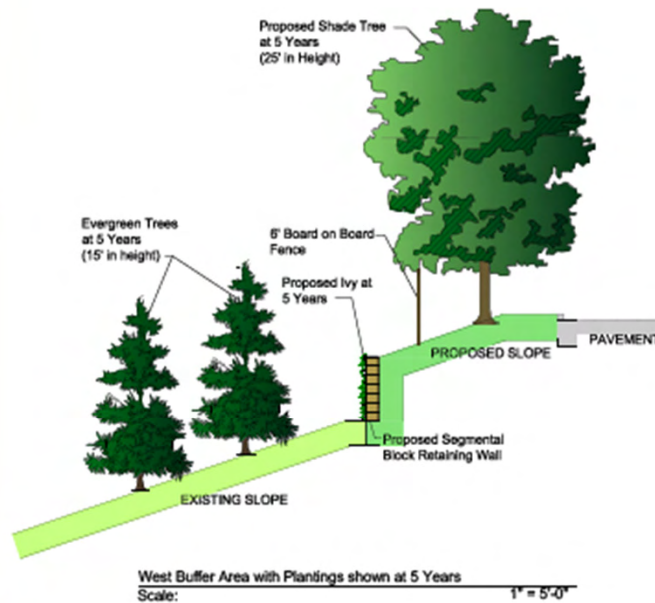 Proposed Shade Tree
at 5 Years
(25' in Height)
Evergreen Trees
at 5 Years
(15' in height)
6' Board on Board
Fence
Proposed Ivy at
5 Years
PROPOSED SLOPE
PAVEMENT
Proposed Segmental
Block Retaining Wall
EXISTING SLOPE
West Buffer Area with Plantings shown at 5 Years
Scale: 1" = 5'-0"